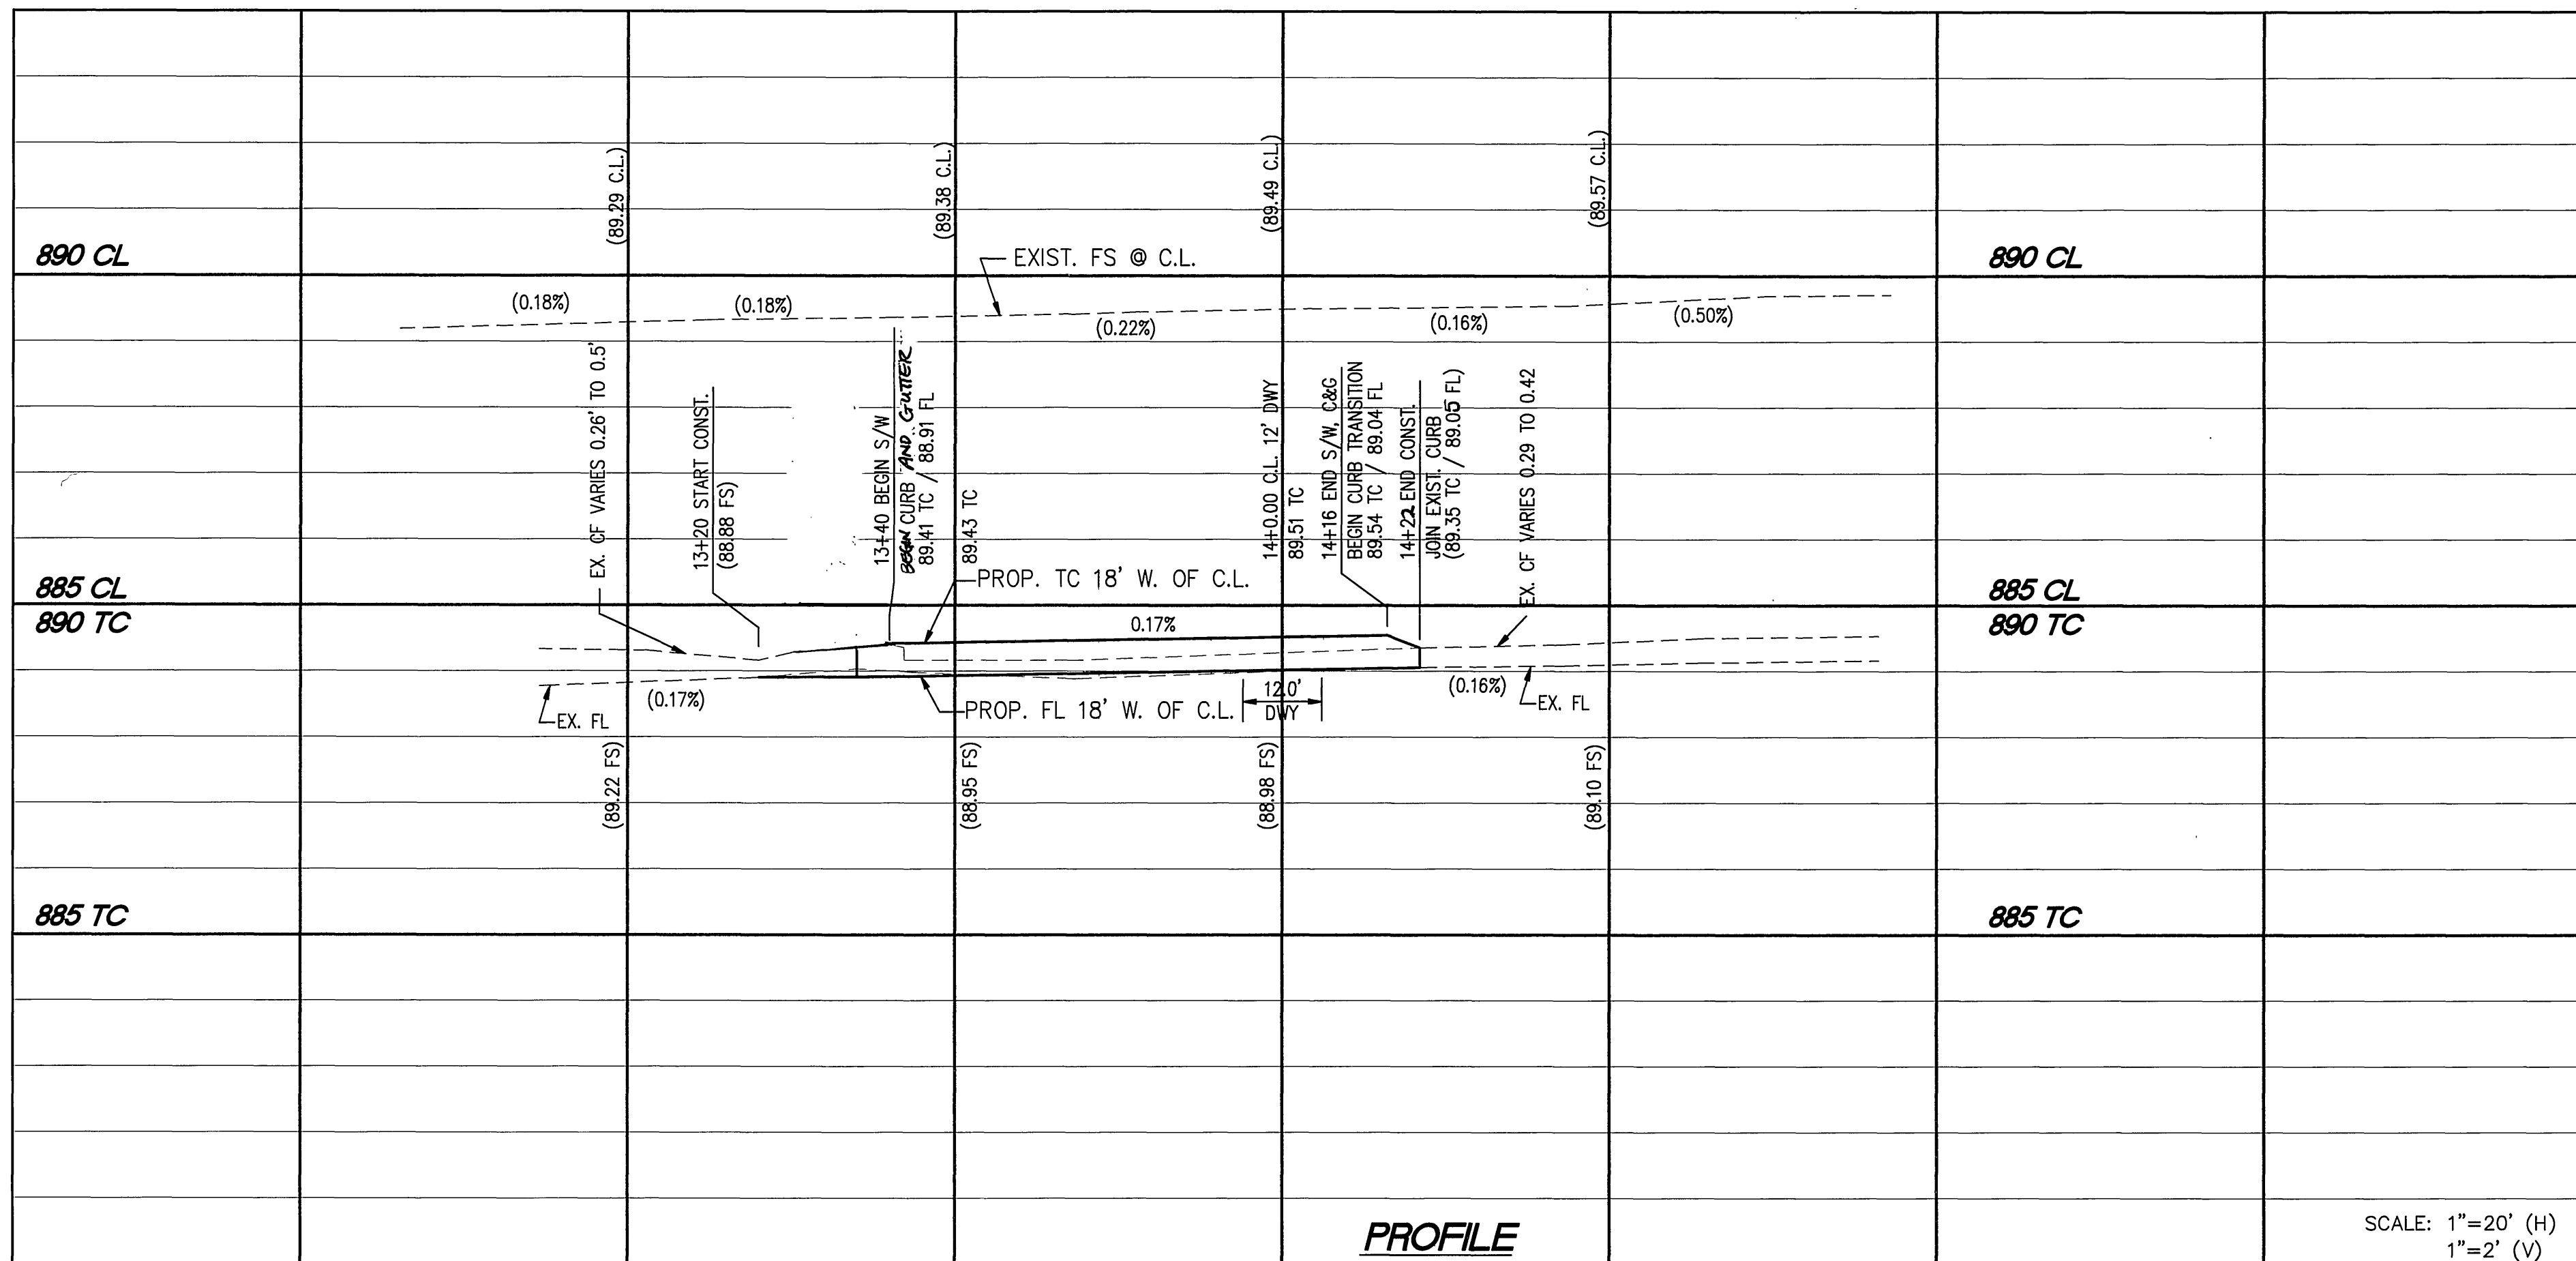 (89.29 C.L.)
(89.38 C.L.)
(89.49 C.L.)
(89.57 C.L.)
890 CL
EXIST. FS @ C.L.
890 CL
(0.18%)
(0.18%)
(0.22%)
(0.16%)
(0.50%)
EX. CF VARIES 0.26' TO 0.5'
13+20 START CONST.
(88.88 FS)
13+40 BEGIN S/W
BEGIN CURB AND GUTTER
89.41 TC / 88.91 FL
89.43 TC
14+0.00 C.L. 12' DWY
89.51 TC
14+16 END S/W, C&G
BEGIN CURB TRANSITION
89.54 TC / 89.04 FL
14+22 END CONST.
JOIN EXIST. CURB
(89.35 TC / 89.05 FL)
EX. CF VARIES 0.29 TO 0.42
885 CL
PROP. TC 18' W. OF C.L.
885 CL
890 TC
0.17%
890 TC
(0.17%)
EX. FL
PROP. FL 18' W. OF C.L.
12.0'
DWY
(0.16%)
EX. FL
(89.22 FS)
(88.95 FS)
(88.98 FS)
(89.10 FS)
885 TC
885 TC
PROFILE
SCALE: 1"=20' (H)
1"=2' (V)